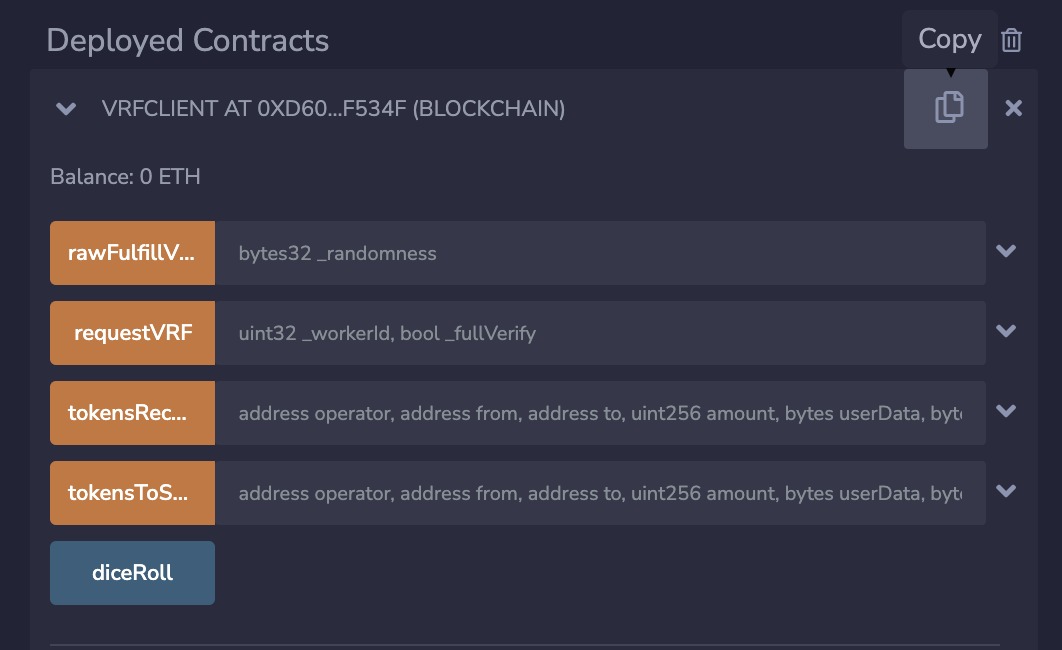 Deployed Contracts
Copy
VRFCLIENT AT 0XD60...F534F (BLOCKCHAIN)
Balance: 0 ETH
rawFulfillV... bytes32 _randomness
requestVRF uint32 _workerId, bool _fullVerify
tokensRec... address operator, address from, address to, uint256 amount, bytes userData, byt
tokensToS... address operator, address from, address to, uint256 amount, bytes userData, byt
diceRoll